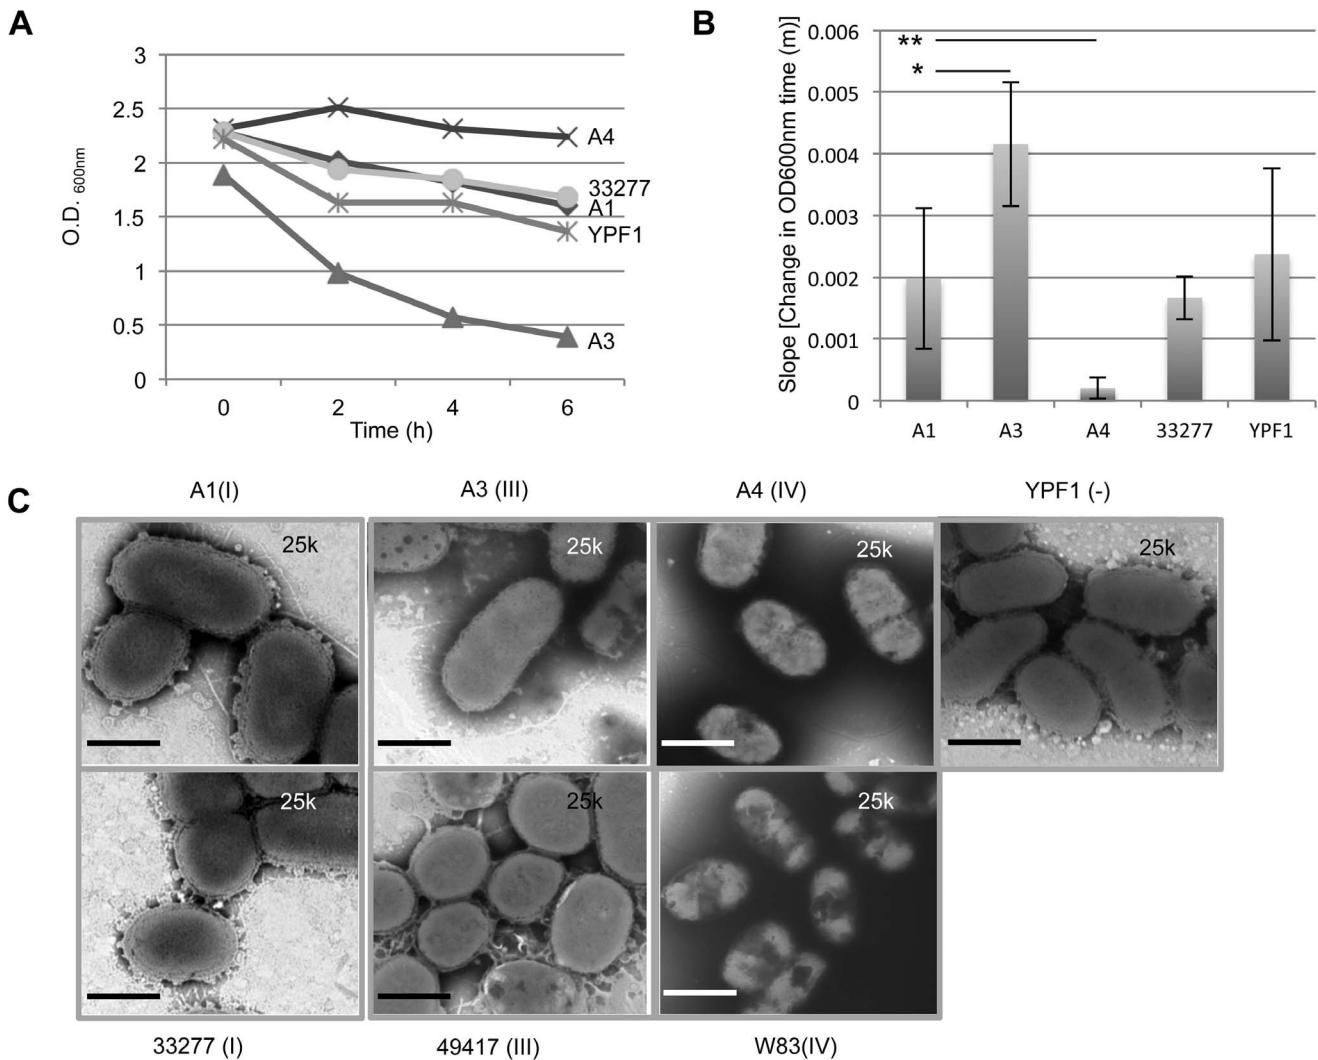 A
3
2.5
2
1.5
1
0.5
0
O.D. 600nm
0 2 4 6
Time (h)
A4
33277
A1
YPF1
A3
B
0.006
0.005
0.004
0.003
0.002
0.001
0
Slope [Change in OD600nm time (m)]
**
*
A1 A3 A4 33277 YPF1
C
A1(I) A3 (III) A4 (IV) YPF1 (-)
25k 25k 25k 25k
25k 25k 25k
33277 (I) 49417 (III) W83(IV)